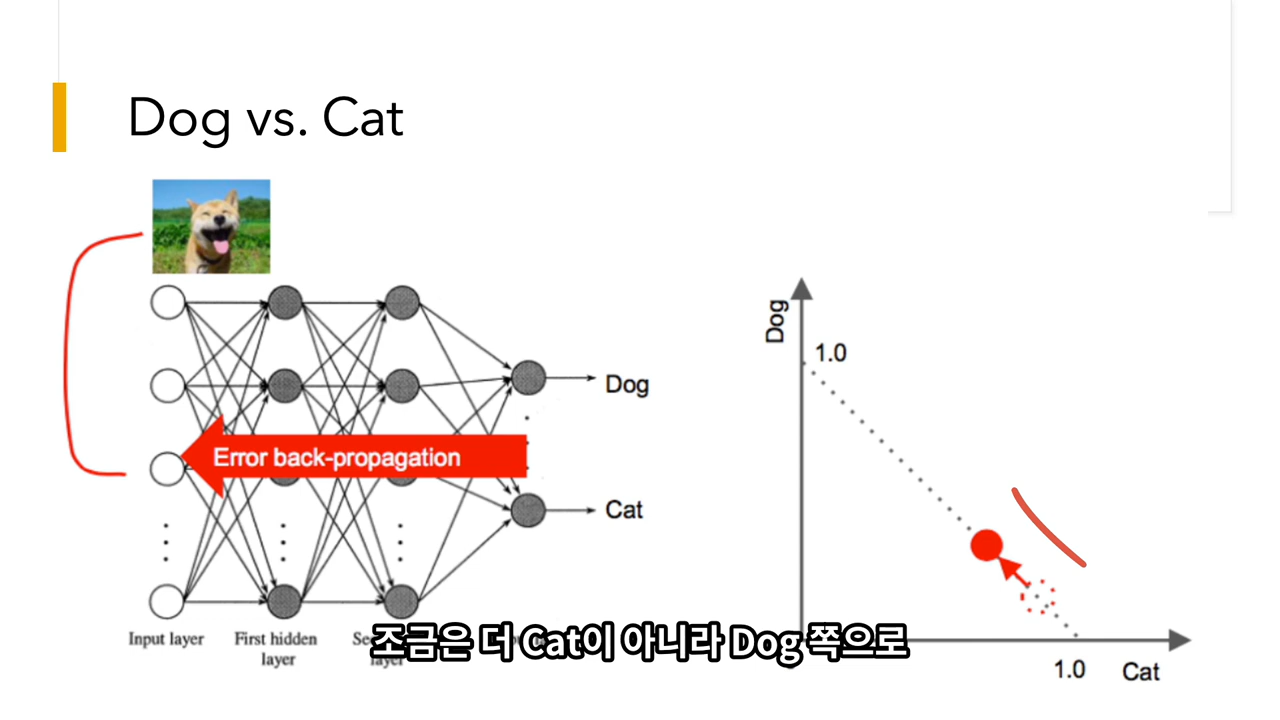 Dog vs. Cat
Dog
1.0
Dog
Error back-propagation
Cat
Input layer
First hidden
layer
layer
조금은 더 Cat이 아니라 Dog 쪽으로
1.0
Cat